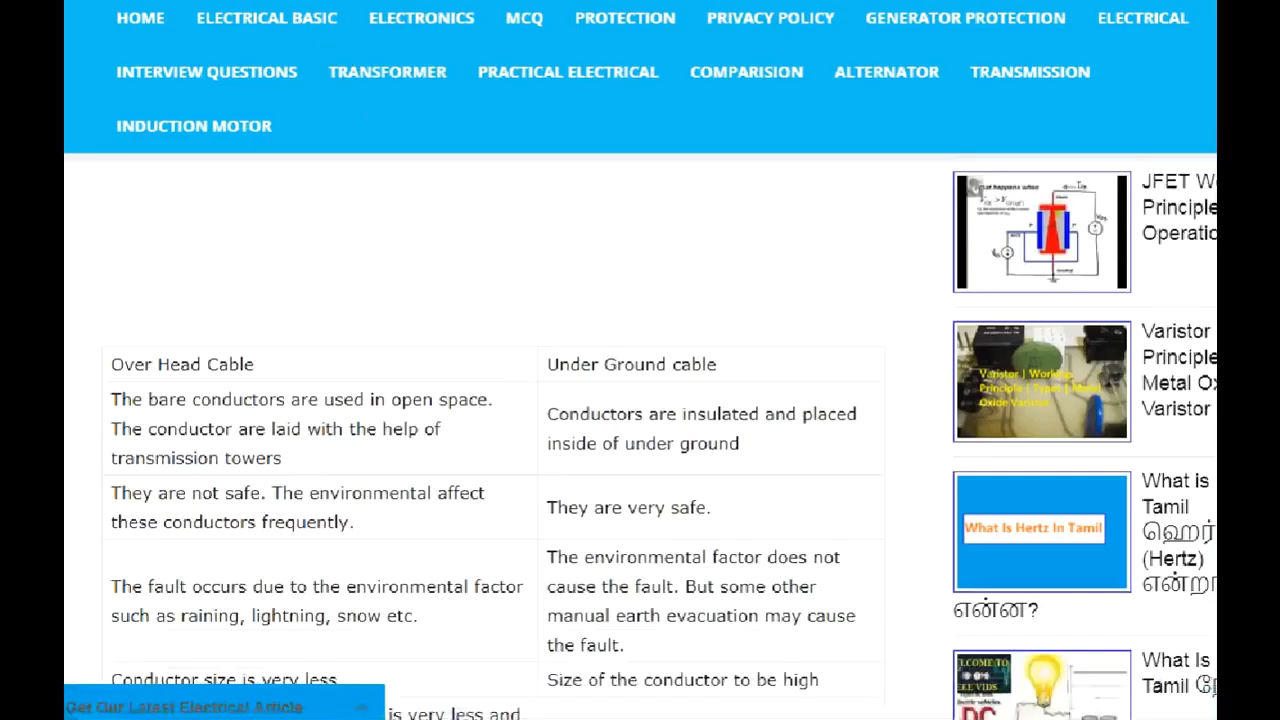 HOME ELECTRICAL BASIC ELECTRONICS MCQ PROTECTION PRIVACY POLICY GENERATOR PROTECTION ELECTRICAL
INTERVIEW QUESTIONS TRANSFORMER PRACTICAL ELECTRICAL COMPARISION ALTERNATOR TRANSMISSION
INDUCTION MOTOR
Over Head Cable
Under Ground cable
The bare conductors are used in open space.
The conductor are laid with the help of
transmission towers
Conductors are insulated and placed
inside of under ground
They are not safe. The environmental affect
these conductors frequently.
They are very safe.
The fault occurs due to the environmental factor
such as raining, lightning, snow etc.
The environmental factor does not
cause the fault. But some other
manual earth evacuation may cause
the fault.
Conductor size is very less
Size of the conductor to be high
is very less and
Get Our Latest Electrical Article
JFET
Principle
Varistor | Working
Principle | Types | Metal
Oxide Varistor
Varistor
Principle
Varistor
What Is Hertz In Tamil
What is
Tamil
ஹெர்
(Hertz)
என்ன?
What Is
Tamil